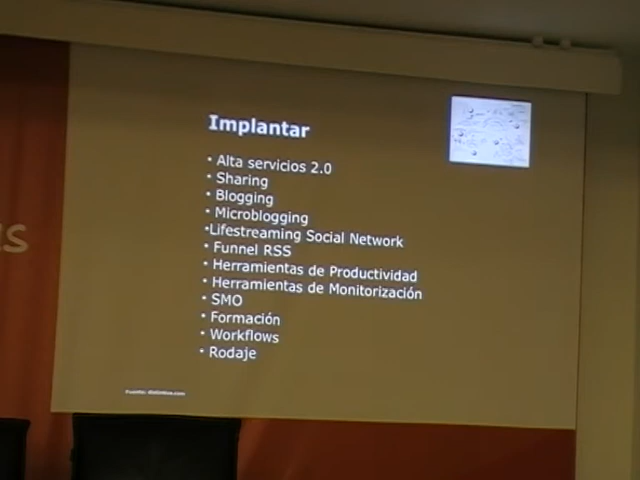 Implantar
• Alta servicios 2.0
• Sharing
• Blogging
• Microblogging
•Lifestreaming Social Network
• Funnel RSS
• Herramientas de Productividad
• Herramientas de Monitorización
• SMO
• Formación
• Workflows
• Rodaje